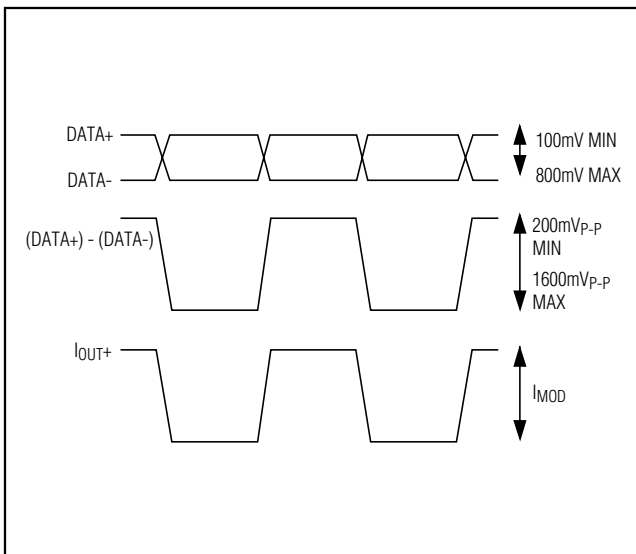 DATA+
DATA-
100mV MIN
800mV MAX
(DATA+) - (DATA-)
200mVP-P
MIN
1600mVP-P
MAX
IOUT+
IMOD